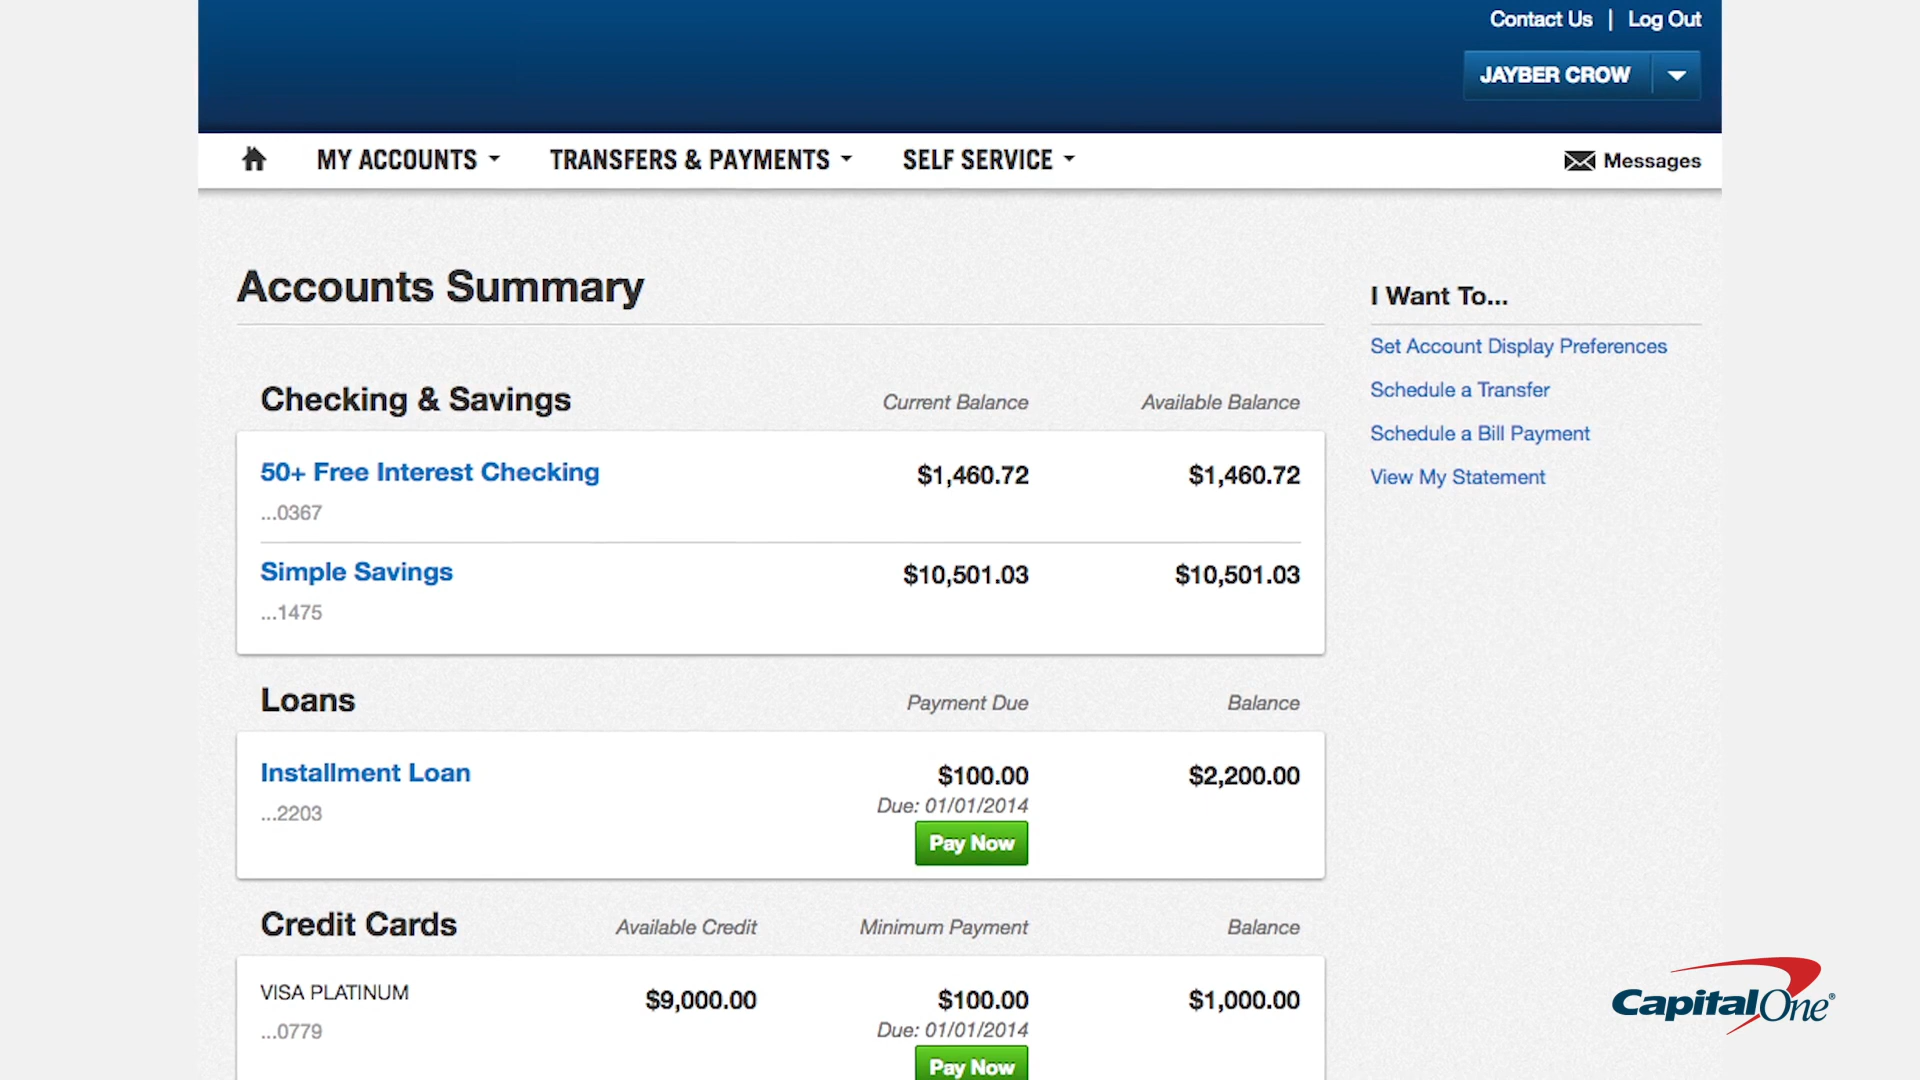 Contact Us | Log Out
JAYBER CROW
MY ACCOUNTS TRANSFERS & PAYMENTS SELF SERVICE Messages
Accounts Summary
I Want To...
Set Account Display Preferences
Schedule a Transfer
Schedule a Bill Payment
View My Statement
Checking & Savings Current Balance Available Balance
50+ Free Interest Checking $1,460.72 $1,460.72
...0367
Simple Savings $10,501.03 $10,501.03
...1475
Loans Payment Due Balance
Installment Loan $100.00 $2,200.00
...2203 Due: 01/01/2014
Pay Now
Credit Cards Available Credit Minimum Payment Balance
VISA PLATINUM $9,000.00 $100.00 $1,000.00
...0779 Due: 01/01/2014
Pay Now
Capital One®